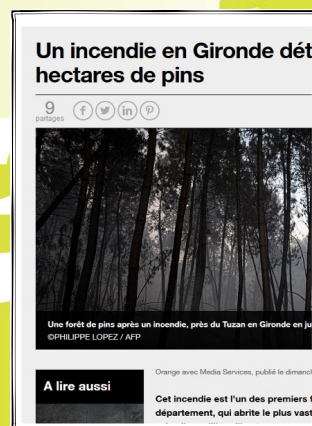 Un incendie en Gironde dét
hectares de pins
9
partages
Une forêt de pins après un incendie, près du Tuzan en Gironde en ju
©PHILIPPE LOPEZ / AFP
Orange avec Media Services, publié le dimanc
A lire aussi
Cet incendie est l'un des premiers f
département, qui abrite le plus vast